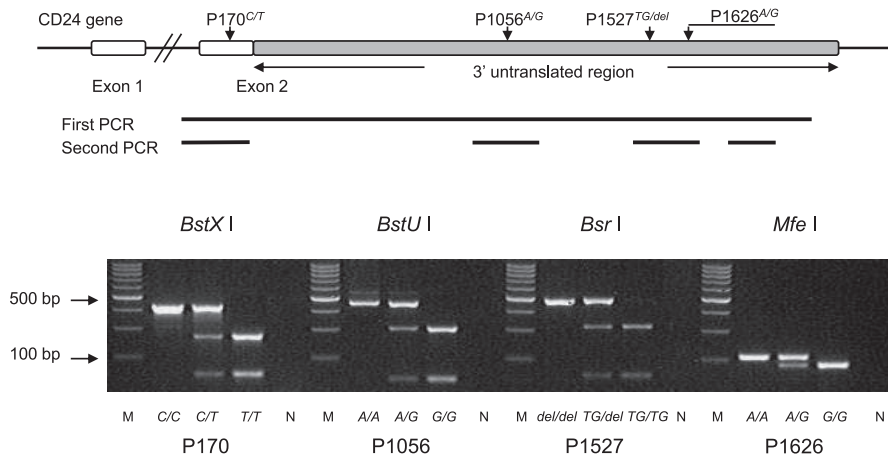 CD24 gene P170C/T P1056A/G P1527TG/del P1626A/G
3' untranslated region
Exon 1 Exon 2
First PCR
Second PCR
BstX I BstU I Bsr I Mfe I
500 bp
100 bp
M C/C C/T T/T N M A/A A/G G/G N M del/del TG/del TG/TG N M A/A A/G G/G N
P170 P1056 P1527 P1626